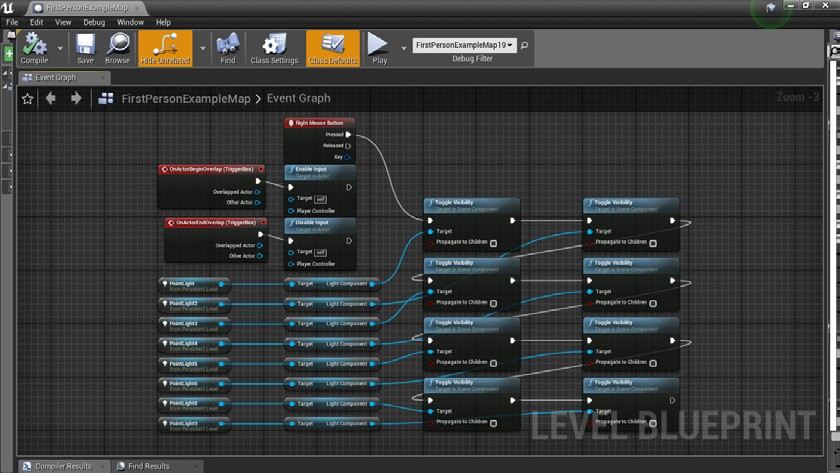 FirstPersonExampleMap
File Edit View Debug Window Help
Compile Save Browse Hide Unrelated Find Class Settings Class Defaults Play
FirstPersonExampleMap19
Debug Filter
Event Graph
FirstPersonExampleMap > Event Graph
Zoom -3
Right Mouse Button
Pressed
Released
Key
OnActorBeginOverlap (TriggerBox)
Overlapped Actor
Other Actor
Enable Input
Target is Actor
Target self
Player Controller
OnActorEndOverlap (TriggerBox)
Overlapped Actor
Other Actor
Disable Input
Target is Actor
Target self
Player Controller
Toggle Visibility
Target is Scene Component
Target
Propagate to Children
Toggle Visibility
Target is Scene Component
Target
Propagate to Children
Toggle Visibility
Target is Scene Component
Target
Propagate to Children
Toggle Visibility
Target is Scene Component
Target
Propagate to Children
Toggle Visibility
Target is Scene Component
Target
Propagate to Children
Toggle Visibility
Target is Scene Component
Target
Propagate to Children
Toggle Visibility
Target is Scene Component
Target
Propagate to Children
Toggle Visibility
Target is Scene Component
Target
Propagate to Children
PointLight
from Persistent Level
Target Light Component
PointLight2
from Persistent Level
Target Light Component
PointLight3
from Persistent Level
Target Light Component
PointLight4
from Persistent Level
Target Light Component
from Persistent Level
Target Light Component
from Persistent Level
Target Light Component
from Persistent Level
Target Light Component
from Persistent Level
Target Light Component
LEVEL BLUEPRINT
Compiler Results
Find Results